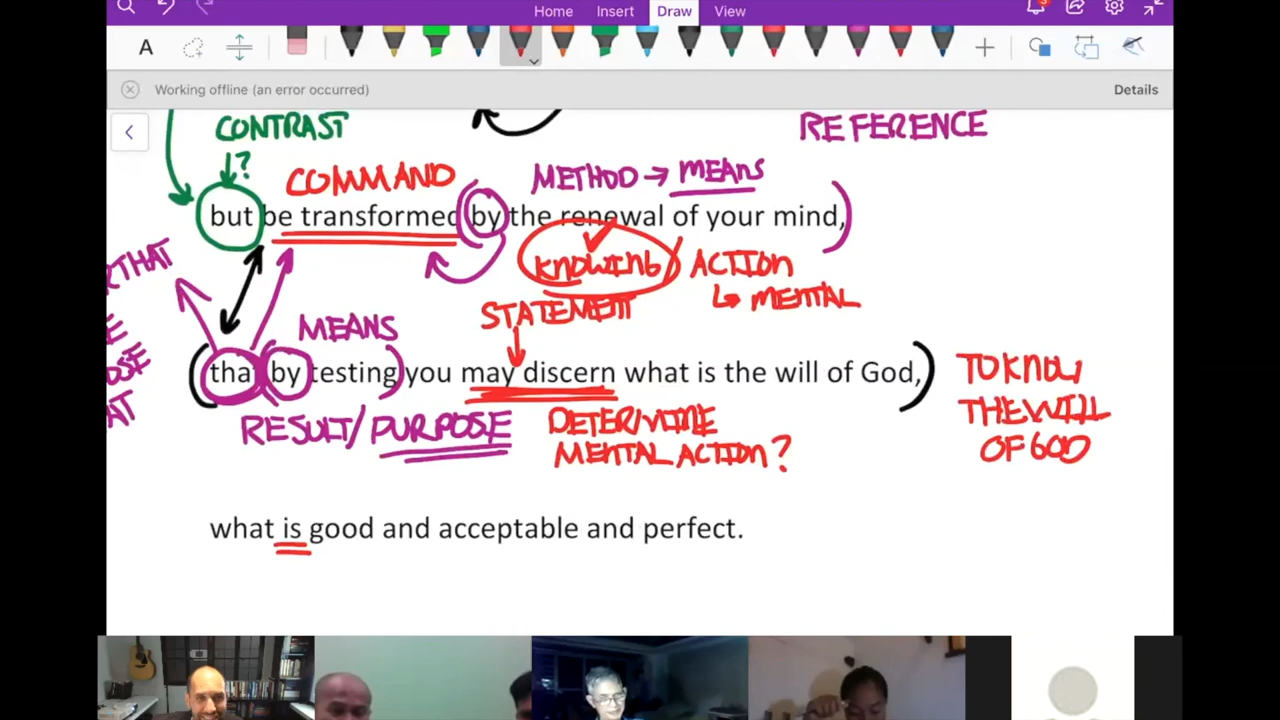 Home Insert Draw View
A
Working offline (an error occurred) Details
CONTRAST
REFERENCE
?
COMMAND
METHOD → MEANS
but be transformed by the renewal of your mind,
THAT
KNOWING
ACTION
↳ MENTAL
STATEMENT
MEANS
that by testing you may discern what is the will of God,
TO KNOW
THE WILL
OF GOD
RESULT/PURPOSE
DETERMINE
MENTAL ACTION?
what is good and acceptable and perfect.